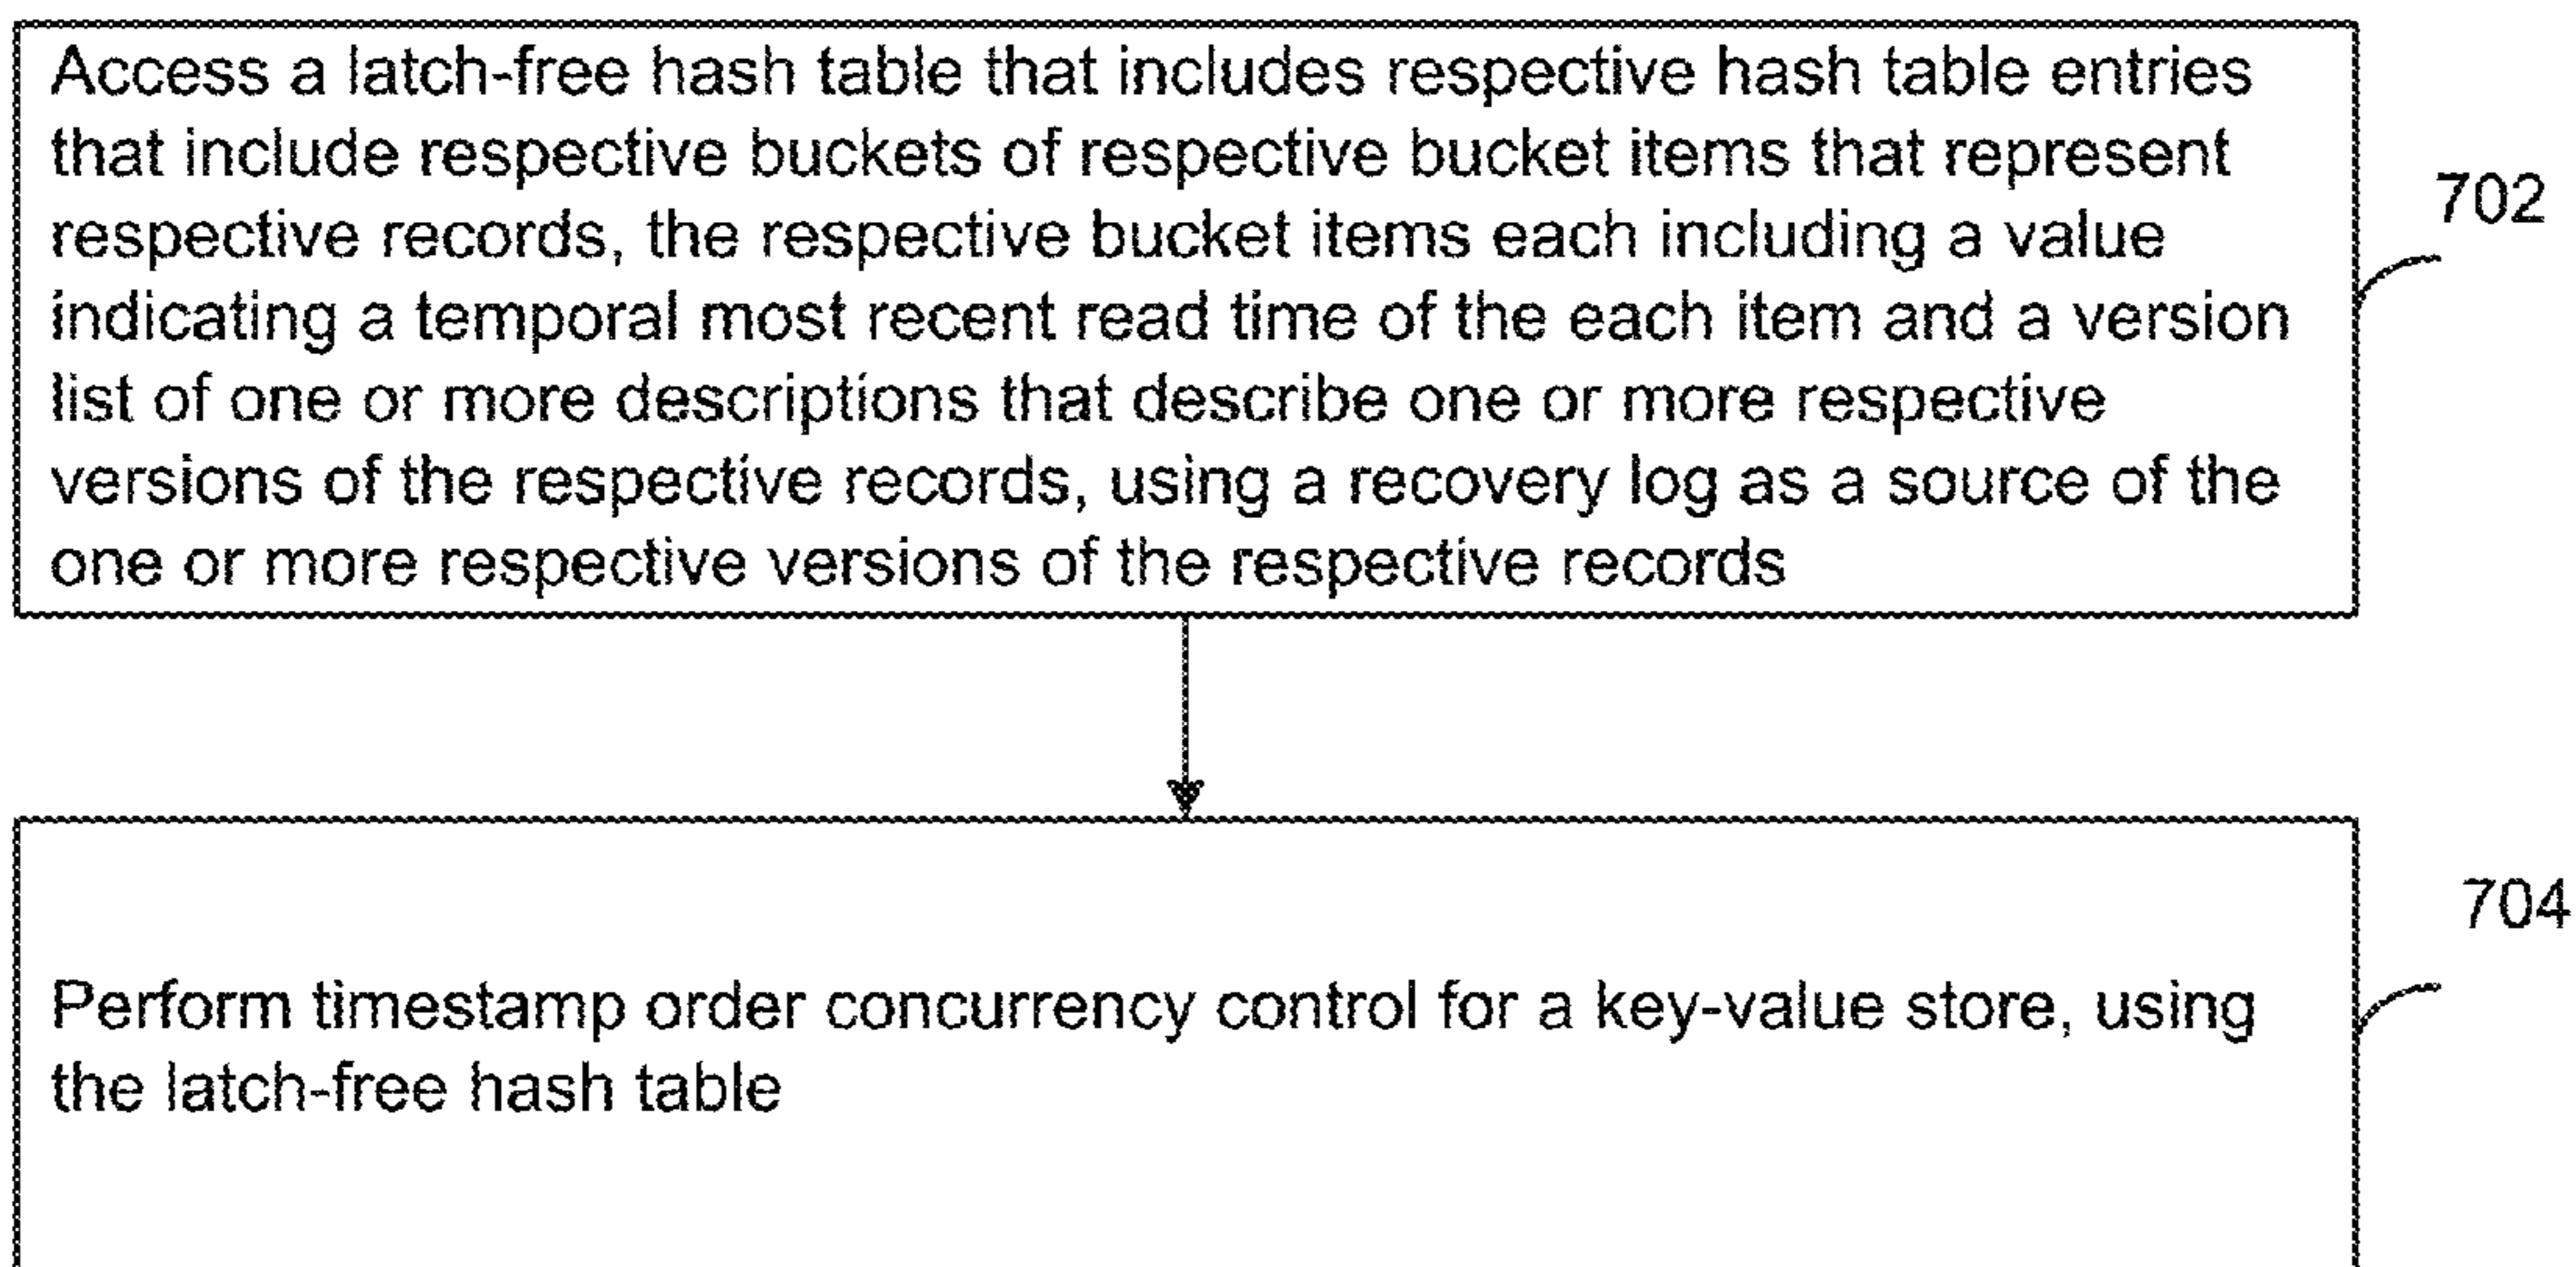 Access a latch-free hash table that includes respective hash table entries
that include respective buckets of respective bucket items that represent
respective records, the respective bucket items each including a value
indicating a temporal most recent read time of the each item and a version
list of one or more descriptions that describe one or more respective
versions of the respective records, using a recovery log as a source of the
one or more respective versions of the respective records
702
704
Perform timestamp order concurrency control for a key-value store, using
the latch-free hash table